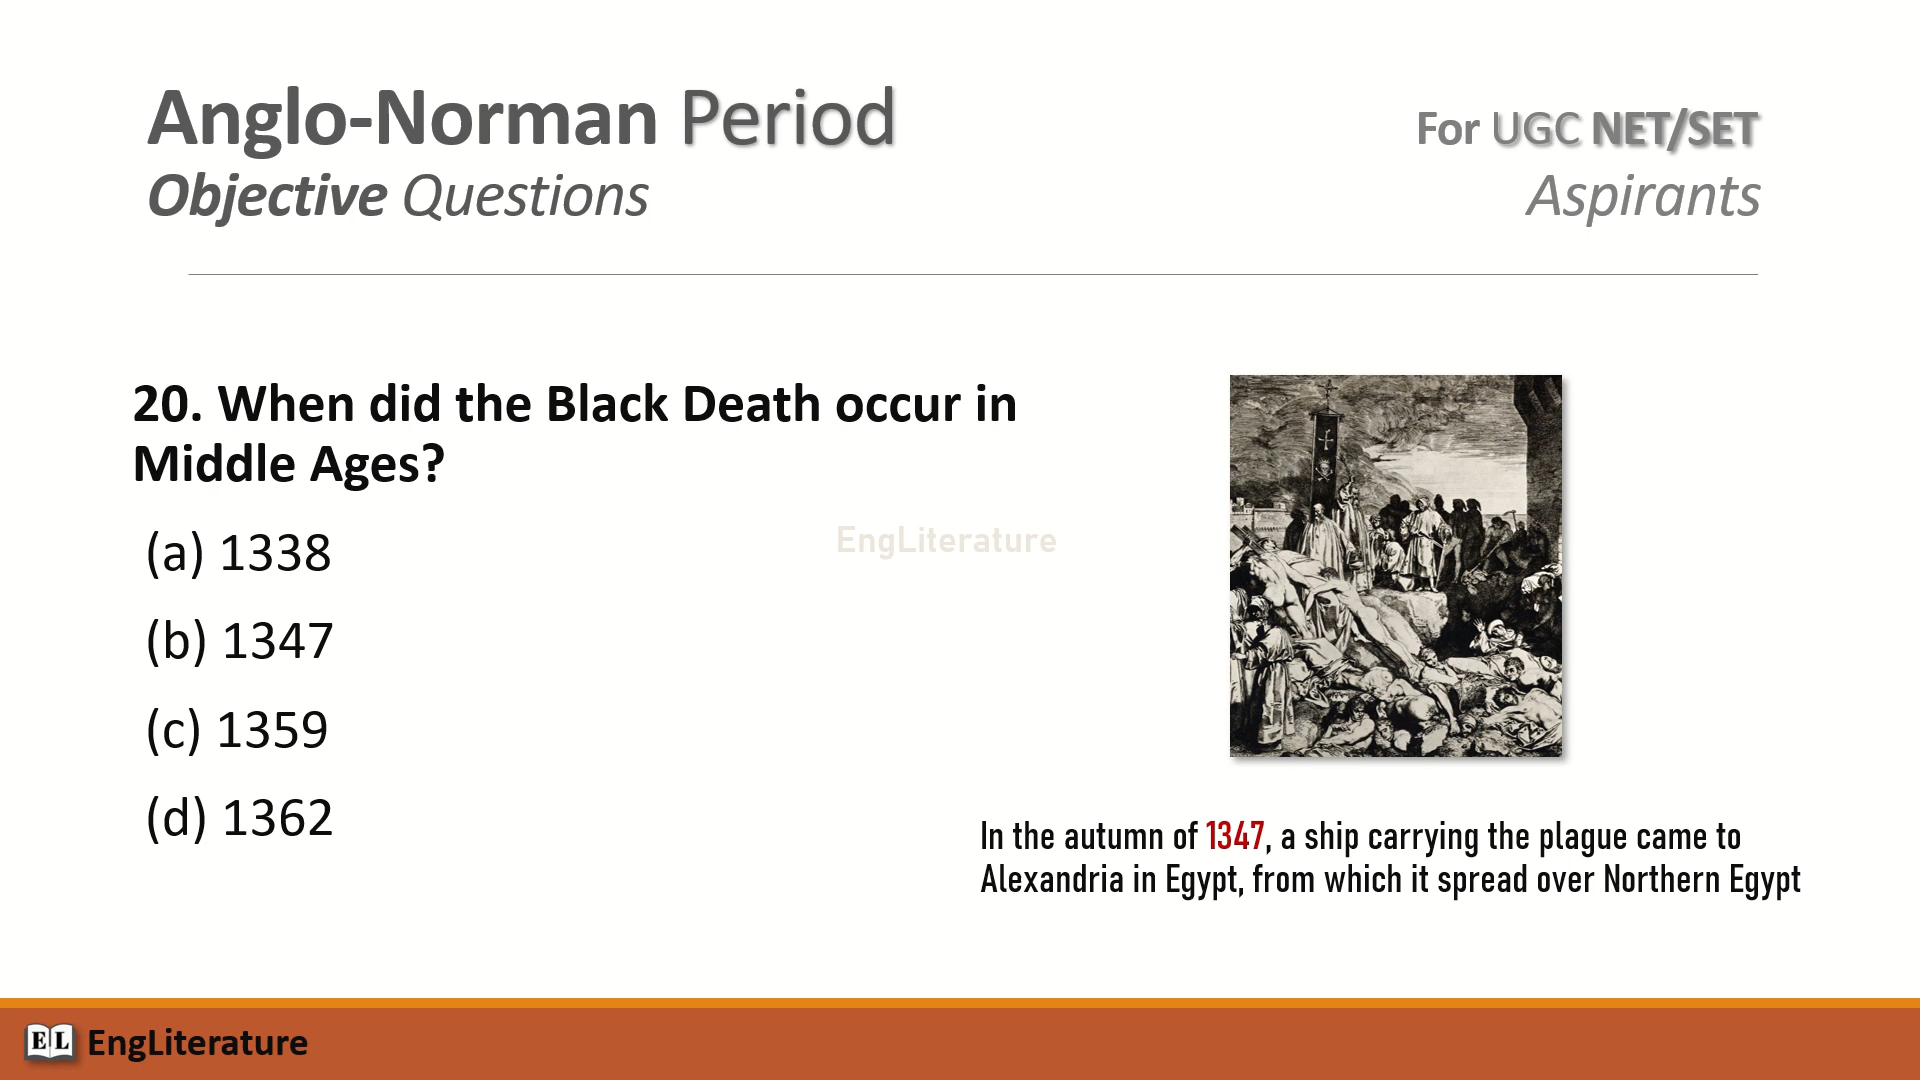 Anglo-Norman Period
Objective Questions
For UGC NET/SET
Aspirants
20. When did the Black Death occur in
Middle Ages?
(a) 1338
(b) 1347
(c) 1359
(d) 1362
EngLiterature
In the autumn of 1347, a ship carrying the plague came to
Alexandria in Egypt, from which it spread over Northern Egypt
EL EngLiterature